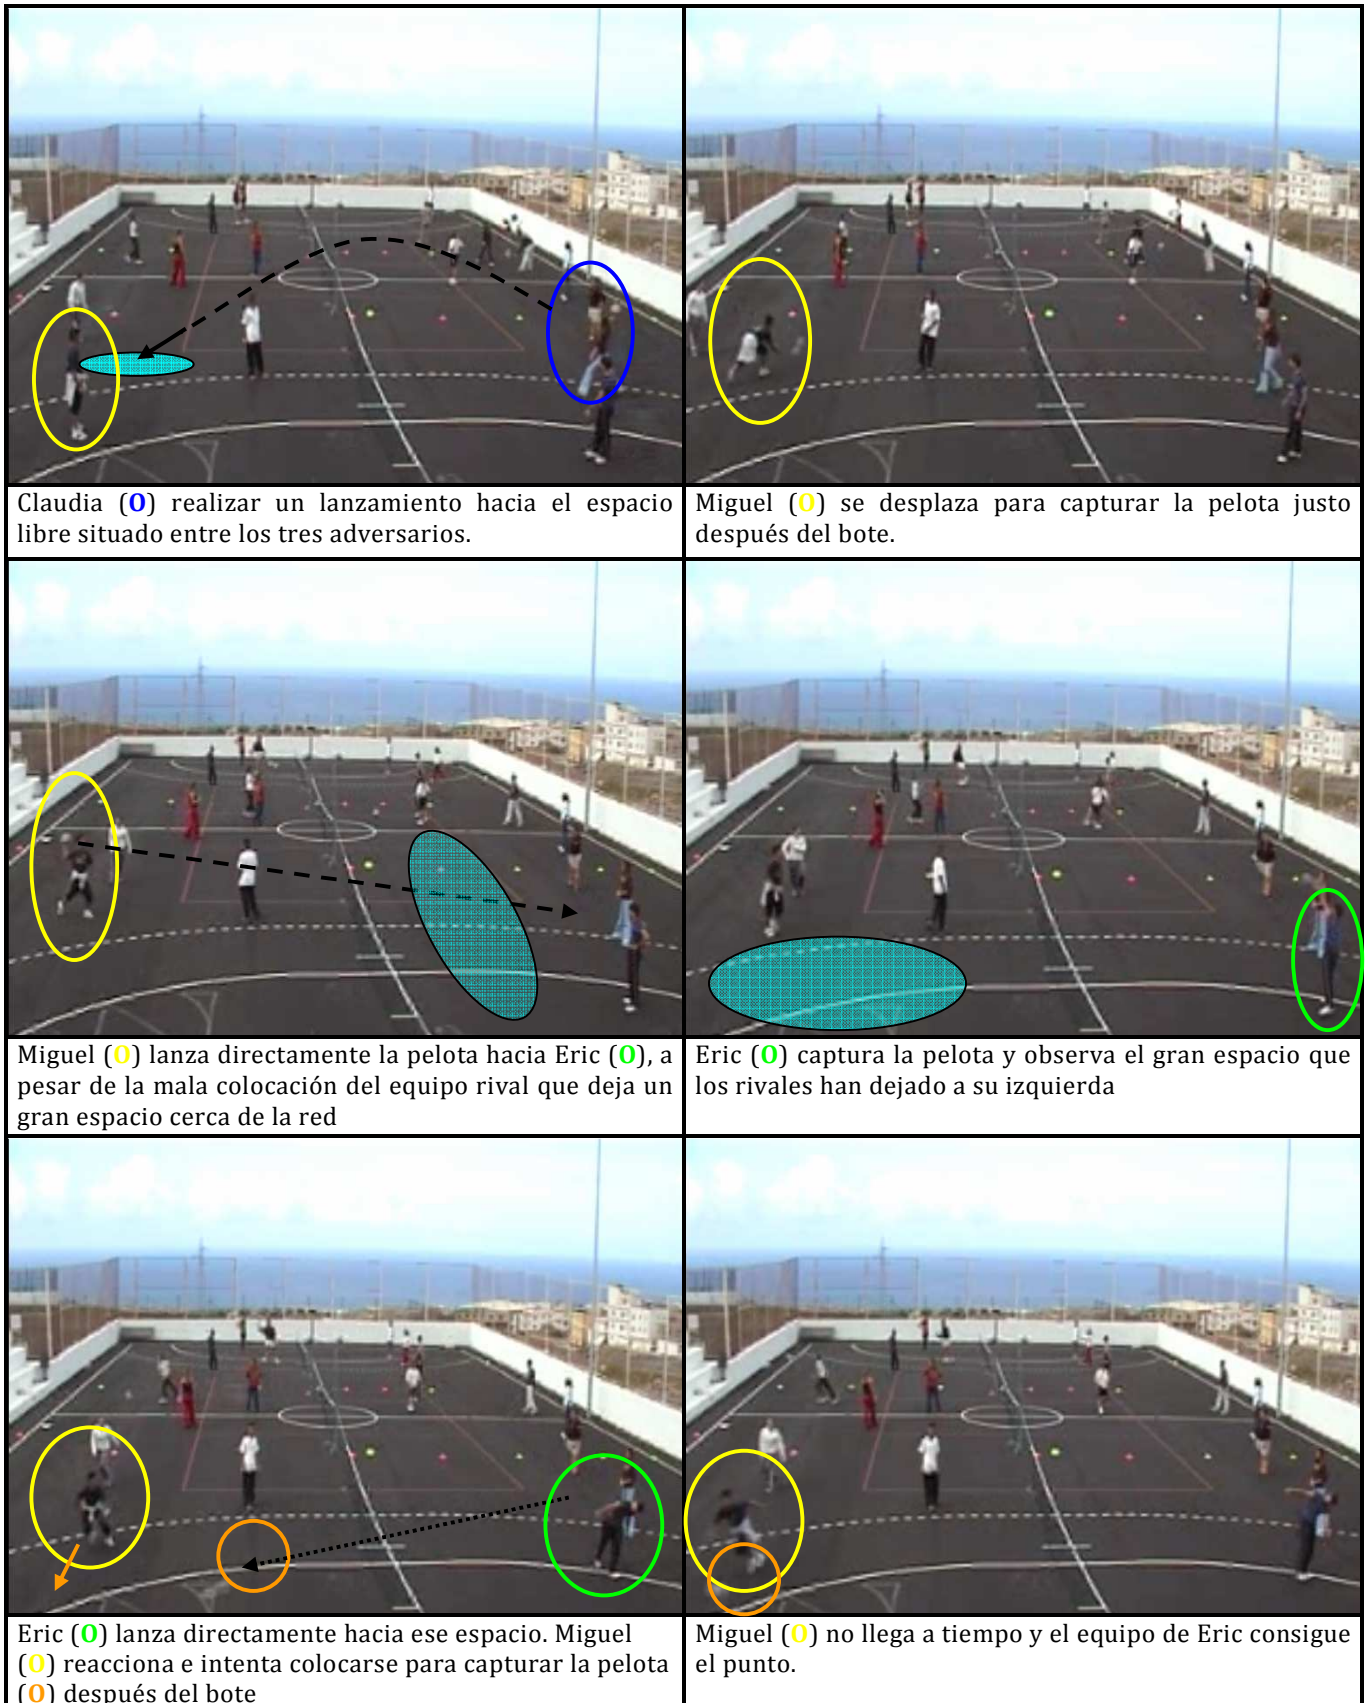 Claudia (O) realizar un lanzamiento hacia el espacio
libre situado entre los tres adversarios.
Miguel (O) se desplaza para capturar la pelota justo
después del bote.
Miguel (O) lanza directamente la pelota hacia Eric (O), a
pesar de la mala colocación del equipo rival que deja un
gran espacio cerca de la red
Eric (O) captura la pelota y observa el gran espacio que
los rivales han dejado a su izquierda
Eric (O) lanza directamente hacia ese espacio. Miguel
(O) reacciona e intenta colocarse para capturar la pelota
(O) después del bote
Miguel (O) no llega a tiempo y el equipo de Eric consigue
el punto.